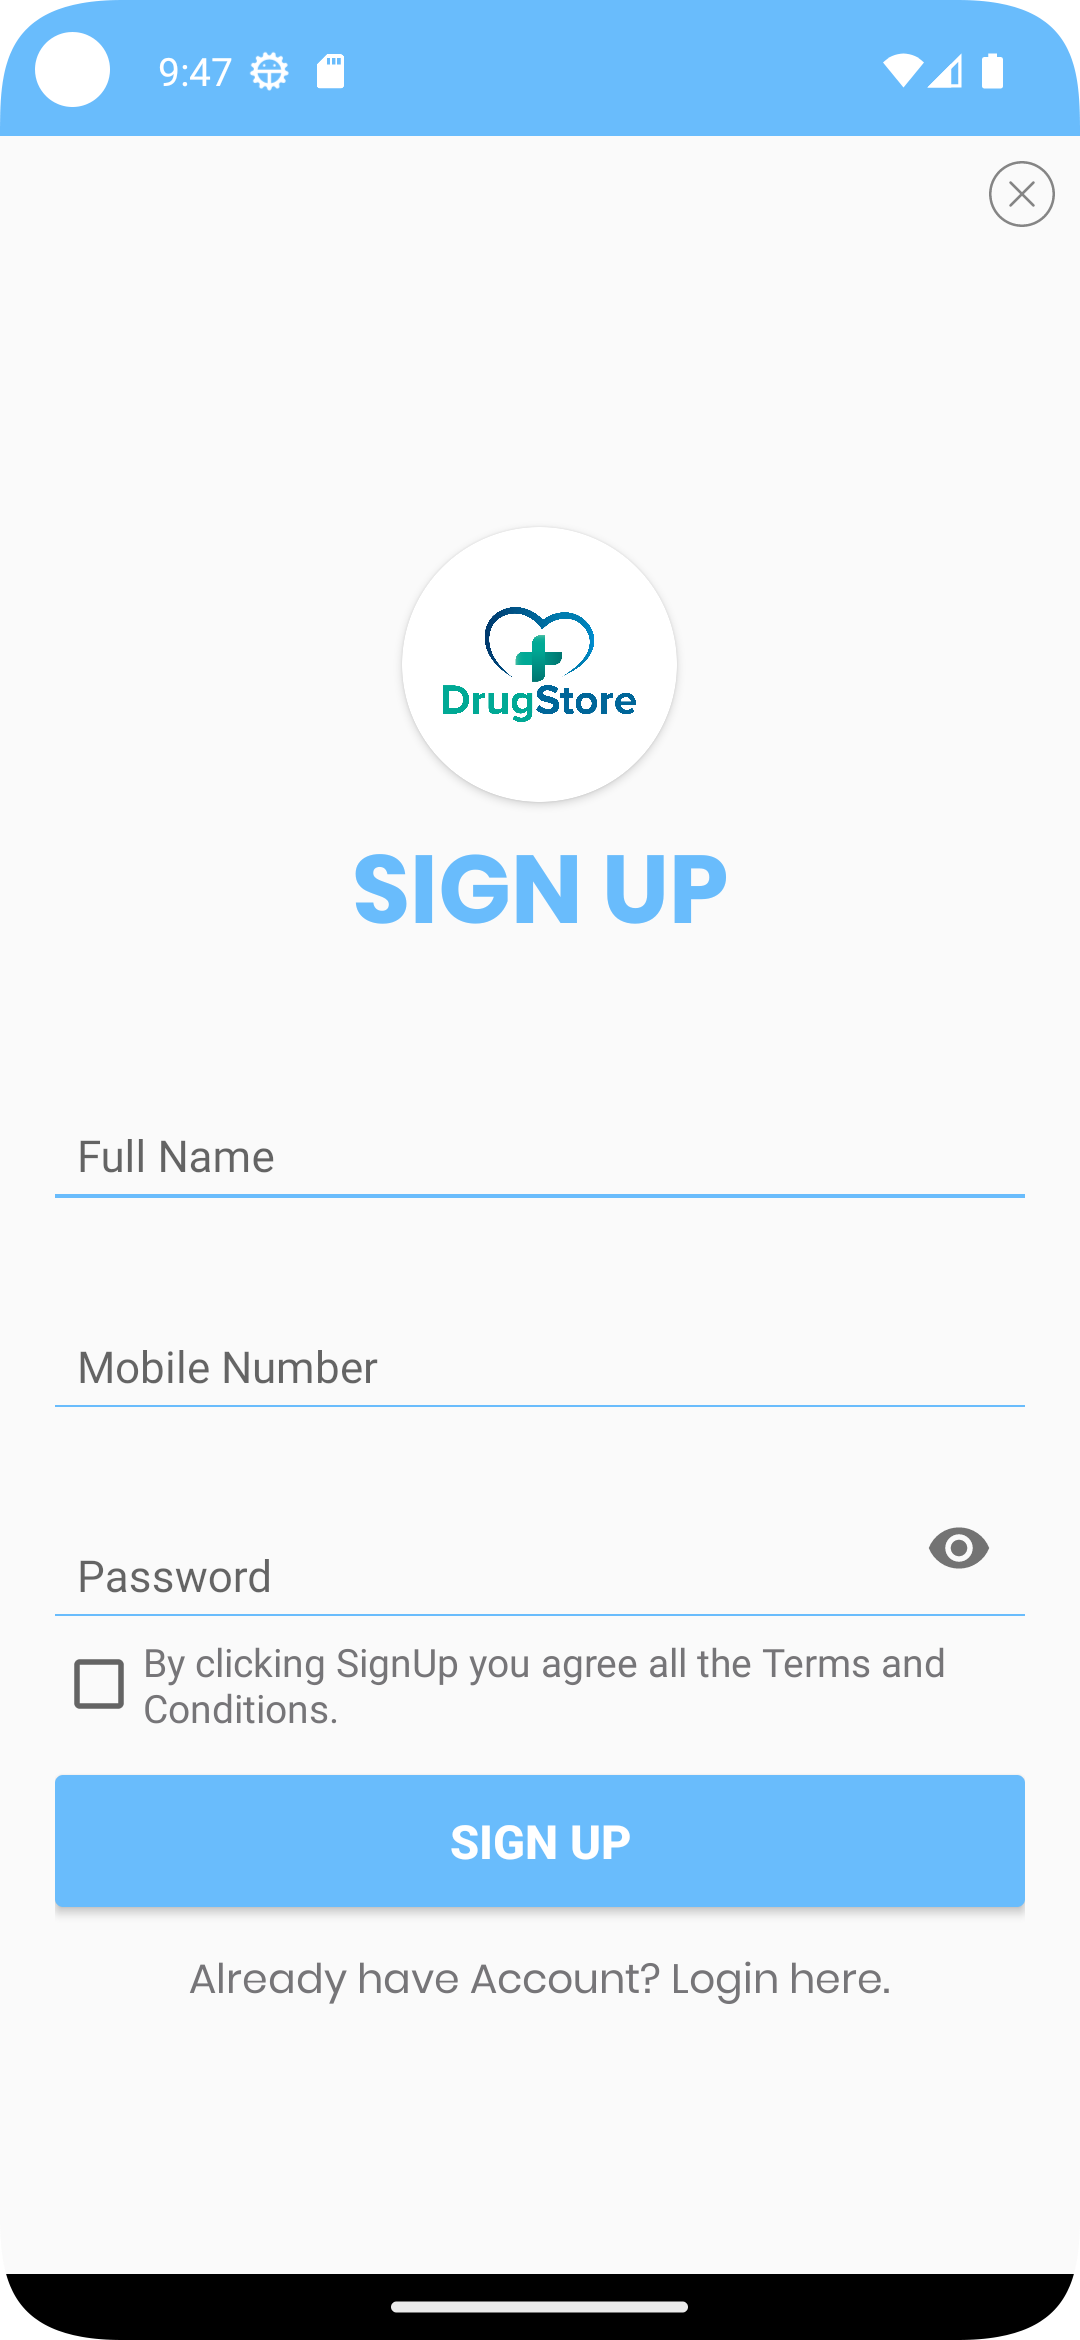 9:47
DrugStore
SIGN UP
Full Name
Mobile Number
Password
By clicking SignUp you agree all the Terms and
Conditions.
SIGN UP
Already have Account? Login here.